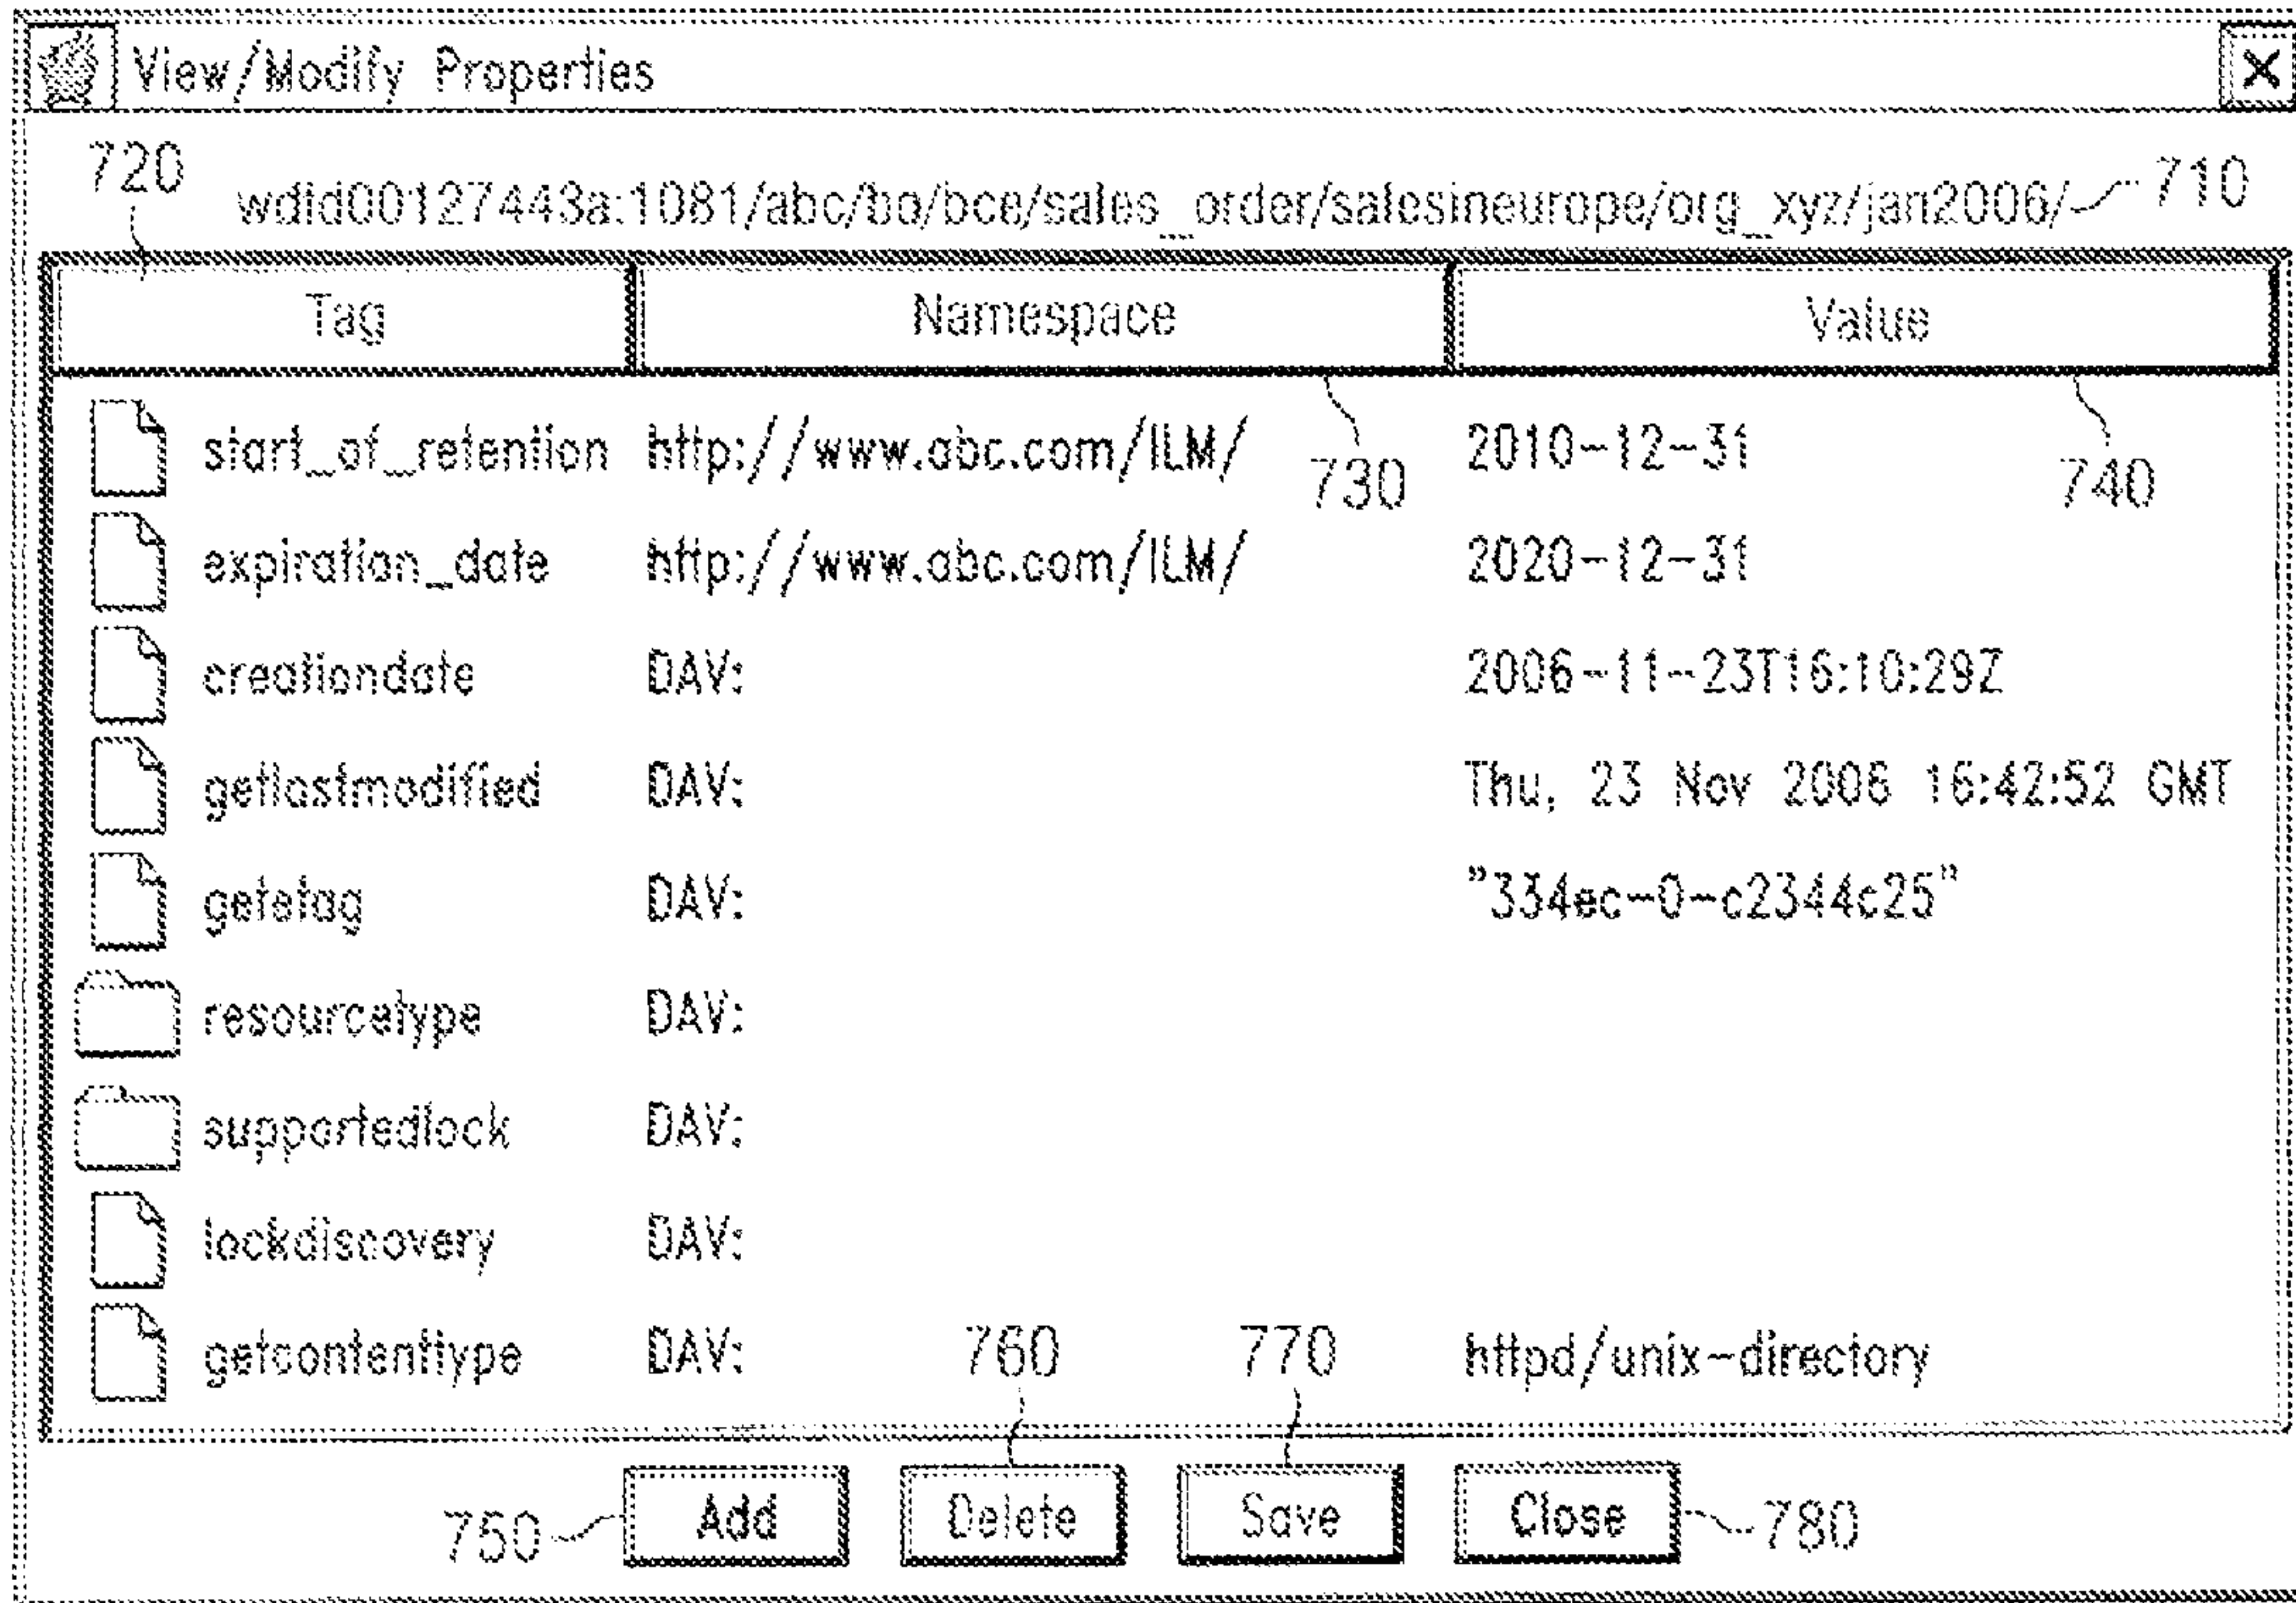 View/Modify Properties
720
wdid00127443a:1081/abc/bo/bce/sales_order/salesineurope/org_xyz/jan2006/ 710
Tag Namespace Value
start_of_retention http://www.abc.com/ILM/ 730 2010-12-31 740
expiration_date http://www.abc.com/ILM/ 2020-12-31
creationdate DAV: 2006-11-23T16:10:29Z
getlastmodified DAV: Thu, 23 Nov 2006 16:42:52 GMT
getetag DAV: "334ec-0-c2344c25"
resourcetype DAV:
supportedlock DAV:
lockdiscovery DAV:
getcontenttype DAV: 760 770 httpd/unix-directory
750 Add Delete Save Close 780